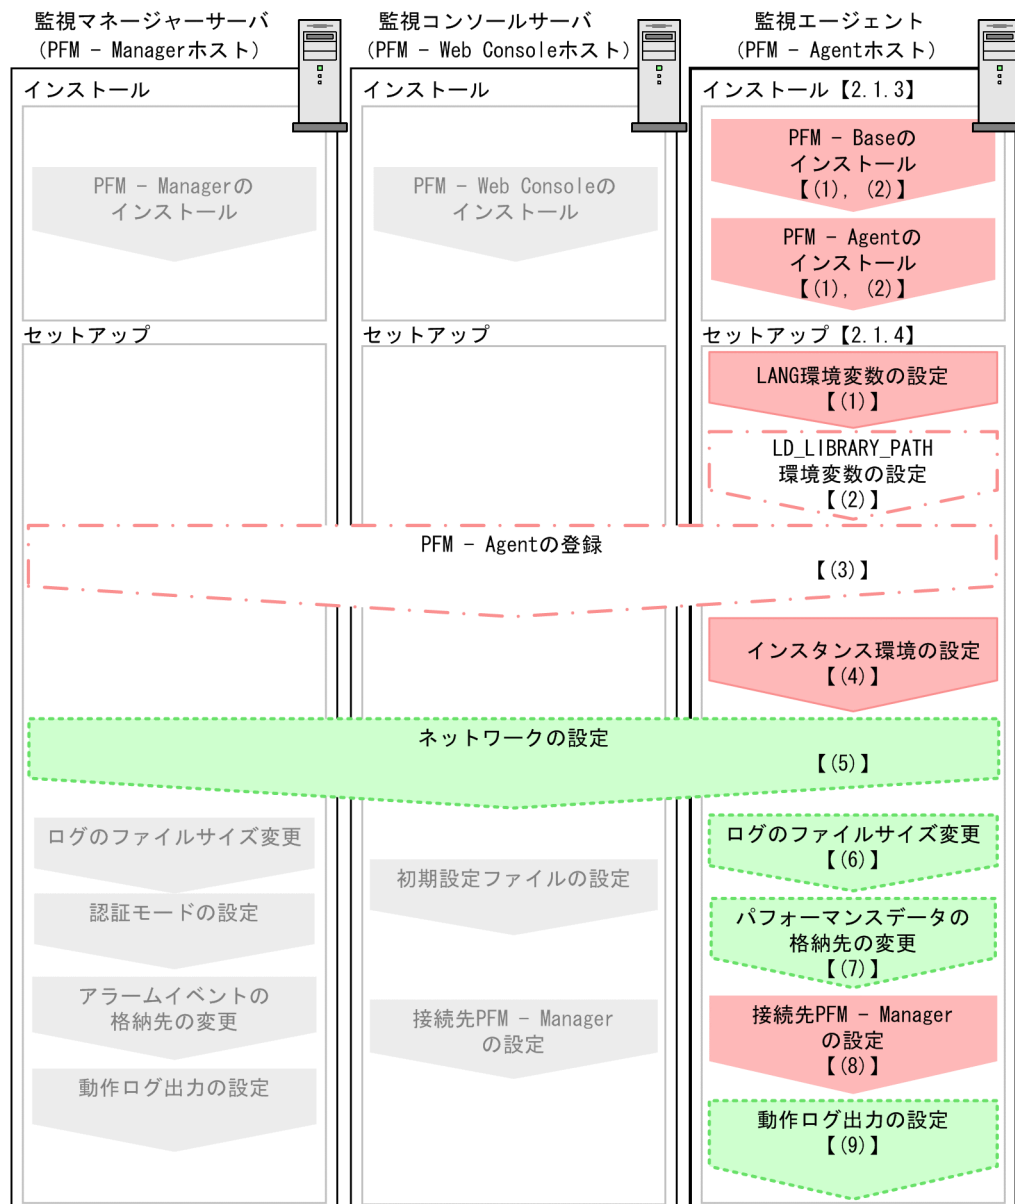 監視マネージャーサーバ
(PFM - Managerホスト)
インストール
PFM - Managerの
インストール
セットアップ
監視コンソールサーバ
(PFM - Web Consoleホスト)
インストール
PFM - Web Consoleの
インストール
セットアップ
監視エージェント
(PFM - Agentホスト)
インストール【2.1.3】
PFM - Baseの
インストール
【(1), (2)】
PFM - Agentの
インストール
【(1), (2)】
セットアップ【2.1.4】
LANG環境変数の設定
【(1)】
LD_LIBRARY_PATH
環境変数の設定
【(2)】
PFM - Agentの登録
【(3)】
インスタンス環境の設定
【(4)】
ネットワークの設定
【(5)】
ログのファイルサイズ変更
認証モードの設定
アラームイベントの
格納先の変更
動作ログ出力の設定
初期設定ファイルの設定
接続先PFM - Manager
の設定
ログのファイルサイズ変更
【(6)】
パフォーマンスデータの
格納先の変更
【(7)】
接続先PFM - Manager
の設定
【(8)】
動作ログ出力の設定
【(9)】